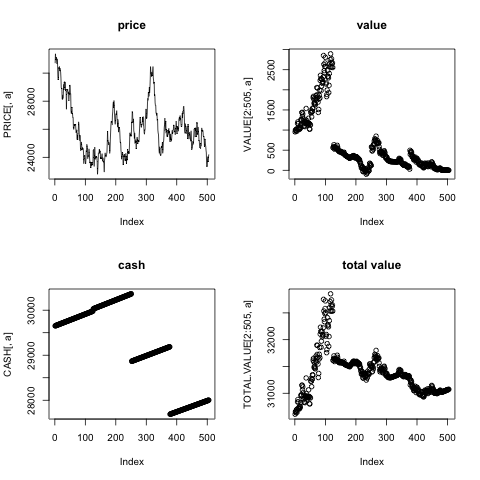 price
PRICE[, a]
24000
28000
0 100 200 300 400 500
Index
value
VALUE[2:505, a]
0 500 1500 2500
0 100 200 300 400 500
Index
cash
CASH[, a]
28000 29000 30000
0 100 200 300 400 500
Index
total value
TOTAL.VALUE[2:505, a]
31000 32000
0 100 200 300 400 500
Index